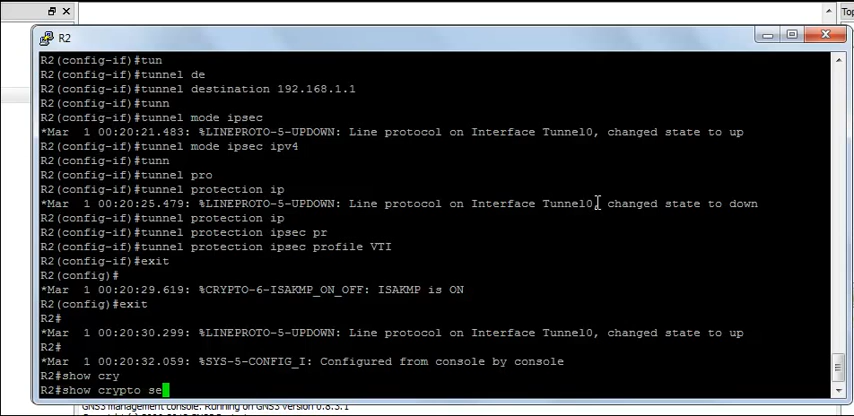 Top
R2
R2(config-if)#tun
R2(config-if)#tunnel de
R2(config-if)#tunnel destination 192.168.1.1
R2(config-if)#tunn
R2(config-if)#tunnel mode ipsec
*Mar  1 00:20:21.483: %LINEPROTO-5-UPDOWN: Line protocol on Interface Tunnel0, changed state to up
R2(config-if)#tunnel mode ipsec ipv4
R2(config-if)#tunn
R2(config-if)#tunnel pro
R2(config-if)#tunnel protection ip
*Mar  1 00:20:25.479: %LINEPROTO-5-UPDOWN: Line protocol on Interface Tunnel0, changed state to down
R2(config-if)#tunnel protection ip
R2(config-if)#tunnel protection ipsec pr
R2(config-if)#tunnel protection ipsec profile VTI
R2(config-if)#exit
R2(config)#
*Mar  1 00:20:29.619: %CRYPTO-6-ISAKMP_ON_OFF: ISAKMP is ON
R2(config)#exit
R2#
*Mar  1 00:20:30.299: %LINEPROTO-5-UPDOWN: Line protocol on Interface Tunnel0, changed state to up
R2#
*Mar  1 00:20:32.059: %SYS-5-CONFIG_I: Configured from console by console
R2#show cry
R2#show crypto se
GNS3 management console. Running on GNS3 version 0.8.3.1